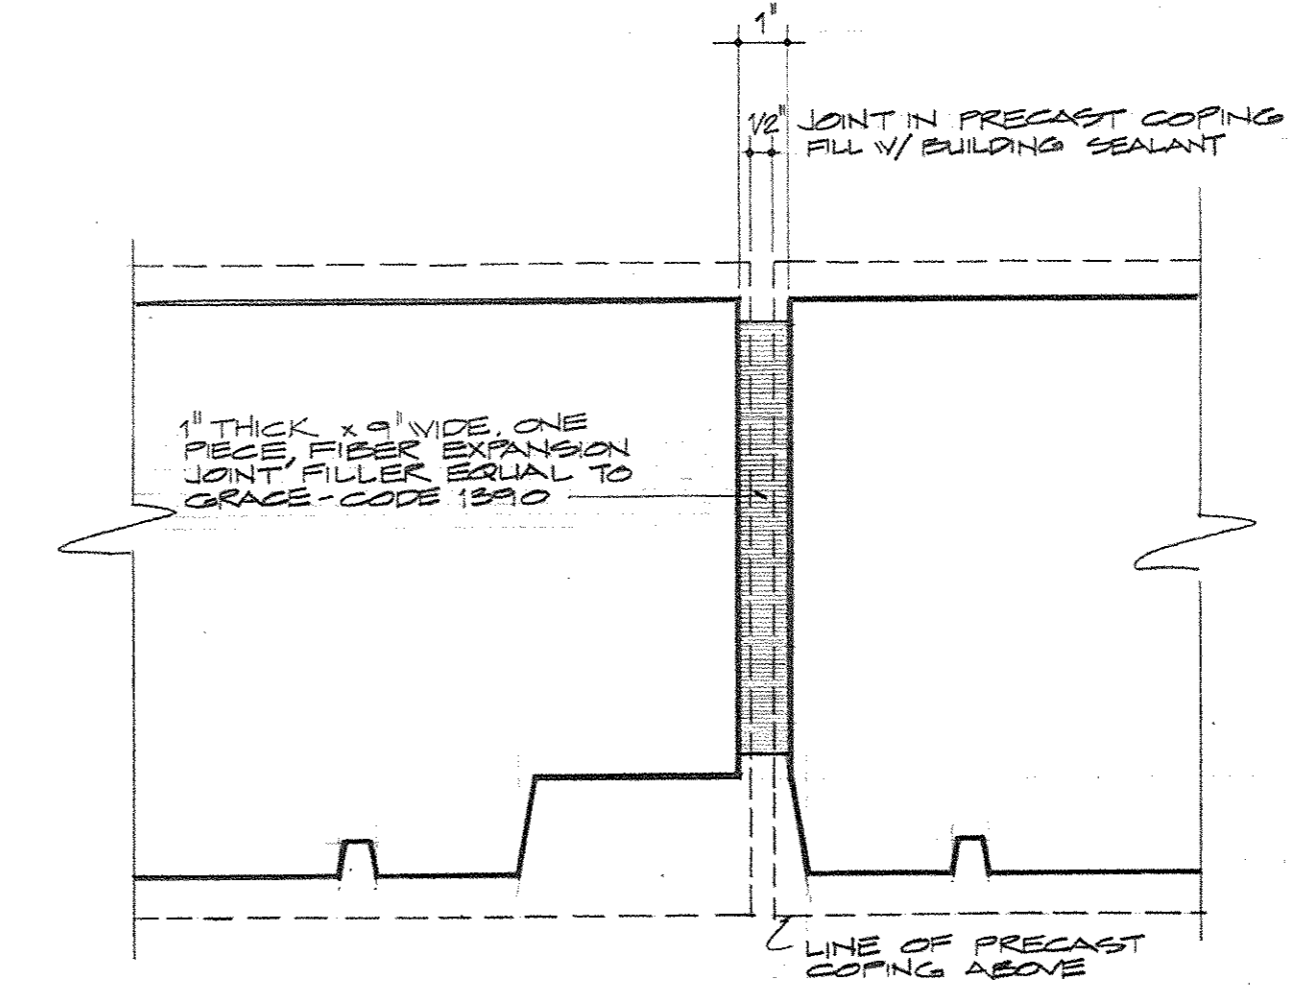 1"
1/2" JOINT IN PRECAST COPING
FILL W/ BUILDING SEALANT
1" THICK x 9" WIDE, ONE
PIECE, FIBER EXPANSION
JOINT FILLER EQUAL TO
GRACE-CODE 1390
LINE OF PRECAST
COPING ABOVE